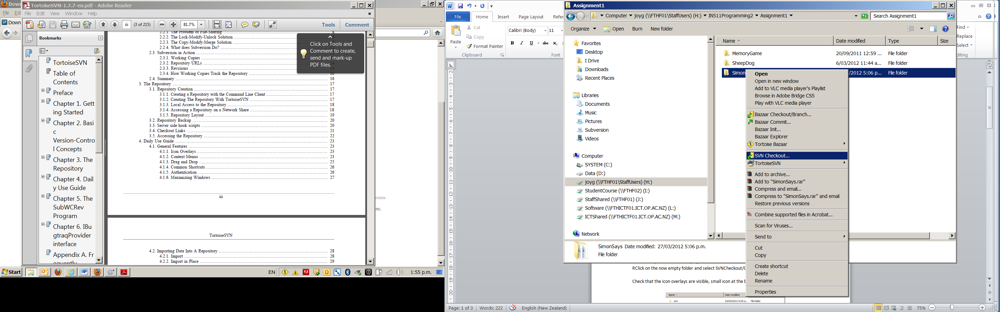 Down
TortoiseSVN-1.7.7-en.pdf - Adobe Reader
File
Edi
File Edit View Window Help
Down
iii (3 of 215)
81.7%
Tools Comment
Bookmarks
TortoiseSVN
Table of
Contents
Preface
Chapter 1. Gett
ing Started
Chapter 2. Basi
c
Version-Contro
l Concepts
Chapter 3. The
Repository
Chapter 4. Dail
y Use Guide
Chapter 5. The
SubWCRev
Program
Chapter 6. IBu
gtraqProvider
interface
Appendix A. Fr
equently
2.2.1. The Problem of File-Sharing 8
2.2.2. The Lock-Modify-Unlock Solution
2.2.3. The Copy-Modify-Merge Solution
2.2.4. What does Subversion Do?
2.3. Subversion in Action
2.3.1. Working Copies
2.3.2. Repository URLs 14
2.3.3. Revisions 14
2.3.4. How Working Copies Track the Repository 16
2.4. Summary 16
3. The Repository 17
3.1. Repository Creation 17
3.1.1. Creating a Repository with the Command Line Client 17
3.1.2. Creating The Repository With TortoiseSVN 17
3.1.3. Local Access to the Repository 18
3.1.4. Accessing a Repository on a Network Share 18
3.1.5. Repository Layout 19
3.2. Repository Backup 20
3.3. Server side hook scripts 20
3.4. Checkout Links 21
3.5. Accessing the Repository 22
4. Daily Use Guide 23
4.1. General Features 23
4.1.1. Icon Overlays 23
4.1.2. Context Menus 23
4.1.3. Drag and Drop 25
4.1.4. Common Shortcuts 26
4.1.5. Authentication 26
4.1.6. Maximizing Windows 27
iii
TortoiseSVN
4.2. Importing Data Into A Repository 28
4.2.1. Import 28
4.2.2. Import in Place 29
Click on Tools and
Comment to create,
send and mark-up
PDF files.
nc.
Start
EN
1:55 p.m.
File Home Insert Page Layout Refer
Paste
Cut
Copy
Format Painter
Clipboard
Calibri (Body) 11
B I U abc x₂
Font
Find
Replace
Select
diting
Assignment1
Computer joyg (\\FTHF01\StaffUsers) (H:) IN511Programming2 Assignment1
Search Assignment1
Organize Open Burn New folder
Favorites
Desktop
I Drive
Downloads
Recent Places
Libraries
Documents
Music
Pictures
Subversion
Videos
Computer
SYSTEM (C:)
Data (D:)
joyg (\\FTHF01\StaffUsers) (H:)
StudentCourse (\\FTHF02) (I:)
StaffShared (\\FTHF01) (J:)
Software (\\FTHICTF01.ICT.OP.AC.NZ) (L:)
ICTShared (\\FTHICTF01.ICT.OP.AC.NZ) (M:)
Network
Name Date modified Type Size
MemoryGame 20/09/2011 12:59 ... File folder
SheepDog 6/03/2012 11:44 a... File folder
Simon /2012 5:06 p... File folder
Open
Open in new window
Add to VLC media player's Playlist
Browse in Adobe Bridge CS5
Play with VLC media player
Bazaar Checkout/Branch...
Bazaar Commit...
Bazaar Init...
Bazaar Explorer
Tortoise Bazaar
SVN Checkout...
TortoiseSVN
Add to archive...
Add to "SimonSays.rar"
Compress and email...
Compress to "SimonSays.rar" and email
Restore previous versions
Combine supported files in Acrobat...
Scan for Viruses...
Send to
Cut
Copy
Create shortcut
Delete
Rename
Properties
SimonSays Date modified: 27/03/2012 5:06 p.m.
File folder
RClick on the now empty folder and select SVNCheckout/C
Check that the icon overlays are visible, small icon at the b
Name Date modified
.svn 23/05/2012 9:05 a... File folder
Page: 1 of 3 Words: 222 English (New Zealand)
75%